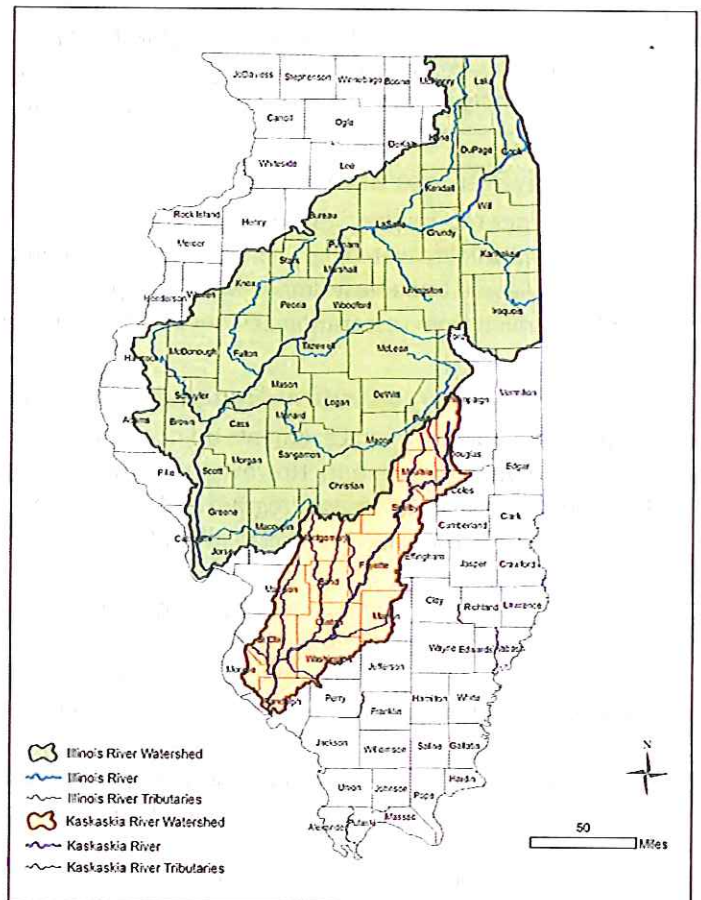 JoDaviess Stephenson Winnebago Boone McHenry Lake
Carroll Ogle
DeKalb Kane DuPage Cook
Whiteside Lee
Kendall Will
Rock Island Henry Bureau LaSalle
Mercer Putnam Grundy
Stark Kankakee
Marshall
Henderson Warren Knox Livingston
Peoria Woodford Iroquois
Hancock McDonough Fulton Tazewell McLean Ford
Mason
Schuyler Logan DeWitt Champaign Vermilion
Adams Brown Cass Menard Piatt
Macon Douglas
Pike Scott Morgan Sangamon Moultrie Edgar
Christian Coles
Greene Shelby
Macoupin Cumberland Clark
Calhoun Jersey Montgomery
Fayette Effingham Jasper Crawford
Madison Bond
Clay Richland Lawrence
Clinton Marion
St Clair Wayne Edwards Wabash
Monroe Washington Jefferson
Randolph Perry Hamilton White
Franklin
Jackson Williamson Saline Gallatin
Hardin
Union Johnson Pope
Alexander Pulaski Massac
Illinois River Watershed
Illinois River
Illinois River Tributaries
Kaskaskia River Watershed
Kaskaskia River
Kaskaskia River Tributaries
N
50
Miles